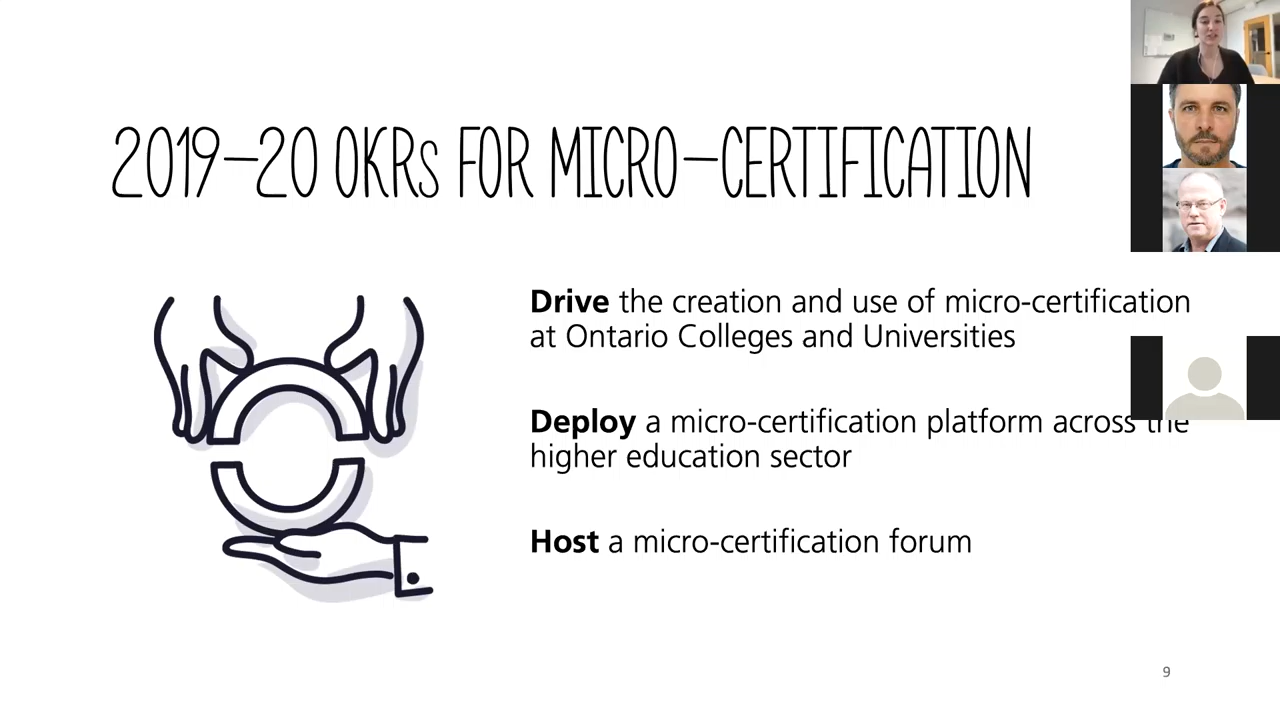 2019-20 OKRs FOR MICRO-CERTIFICATION
Drive the creation and use of micro-certification
at Ontario Colleges and Universities
Deploy a micro-certification platform across the
higher education sector
Host a micro-certification forum
9